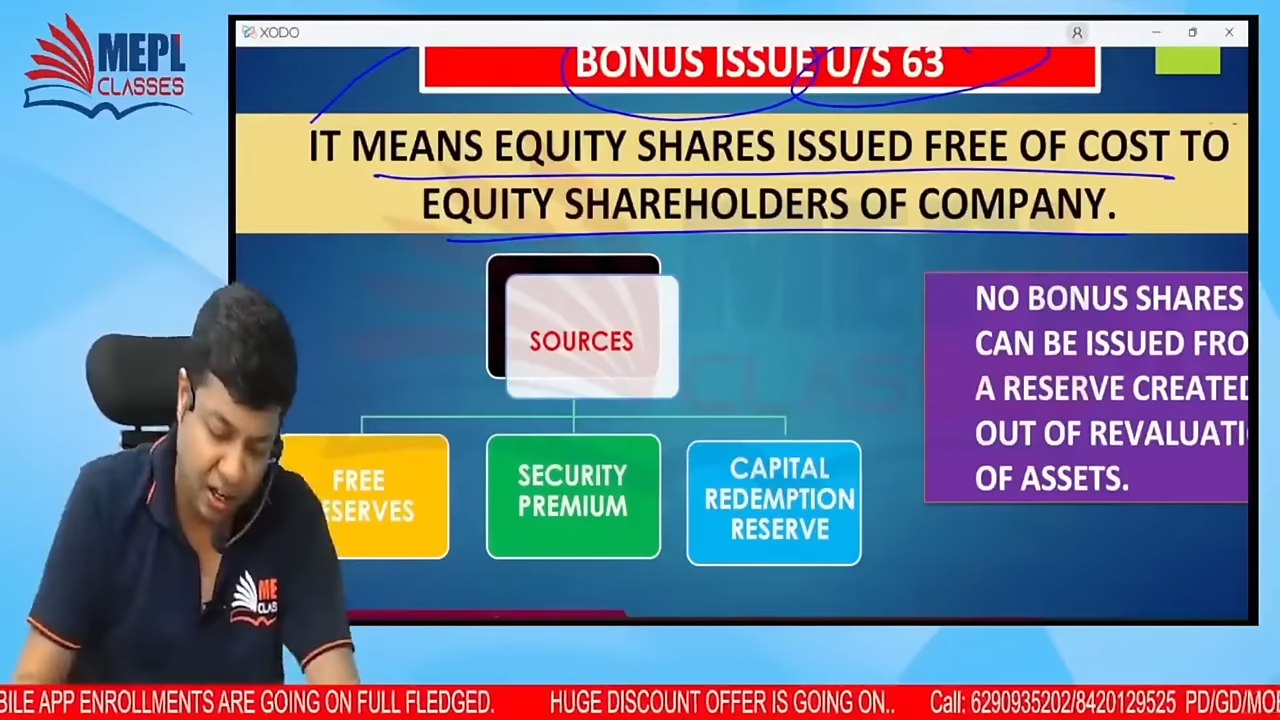 MEPL
CLASSES
XODO
BONUS ISSUE U/S 63
IT MEANS EQUITY SHARES ISSUED FREE OF COST TO
EQUITY SHAREHOLDERS OF COMPANY.
SOURCES
FREE
ESERVES
SECURITY
PREMIUM
CAPITAL
REDEMPTION
RESERVE
NO BONUS SHARES
CAN BE ISSUED FRO
A RESERVE CREATED
OUT OF REVALUATI
OF ASSETS.
ME
CLAS
BILE APP ENROLLMENTS ARE GOING ON FULL FLEDGED. HUGE DISCOUNT OFFER IS GOING ON.. Call: 6290935202/8420129525 PD/GD/MO